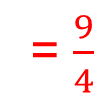 = 9/4